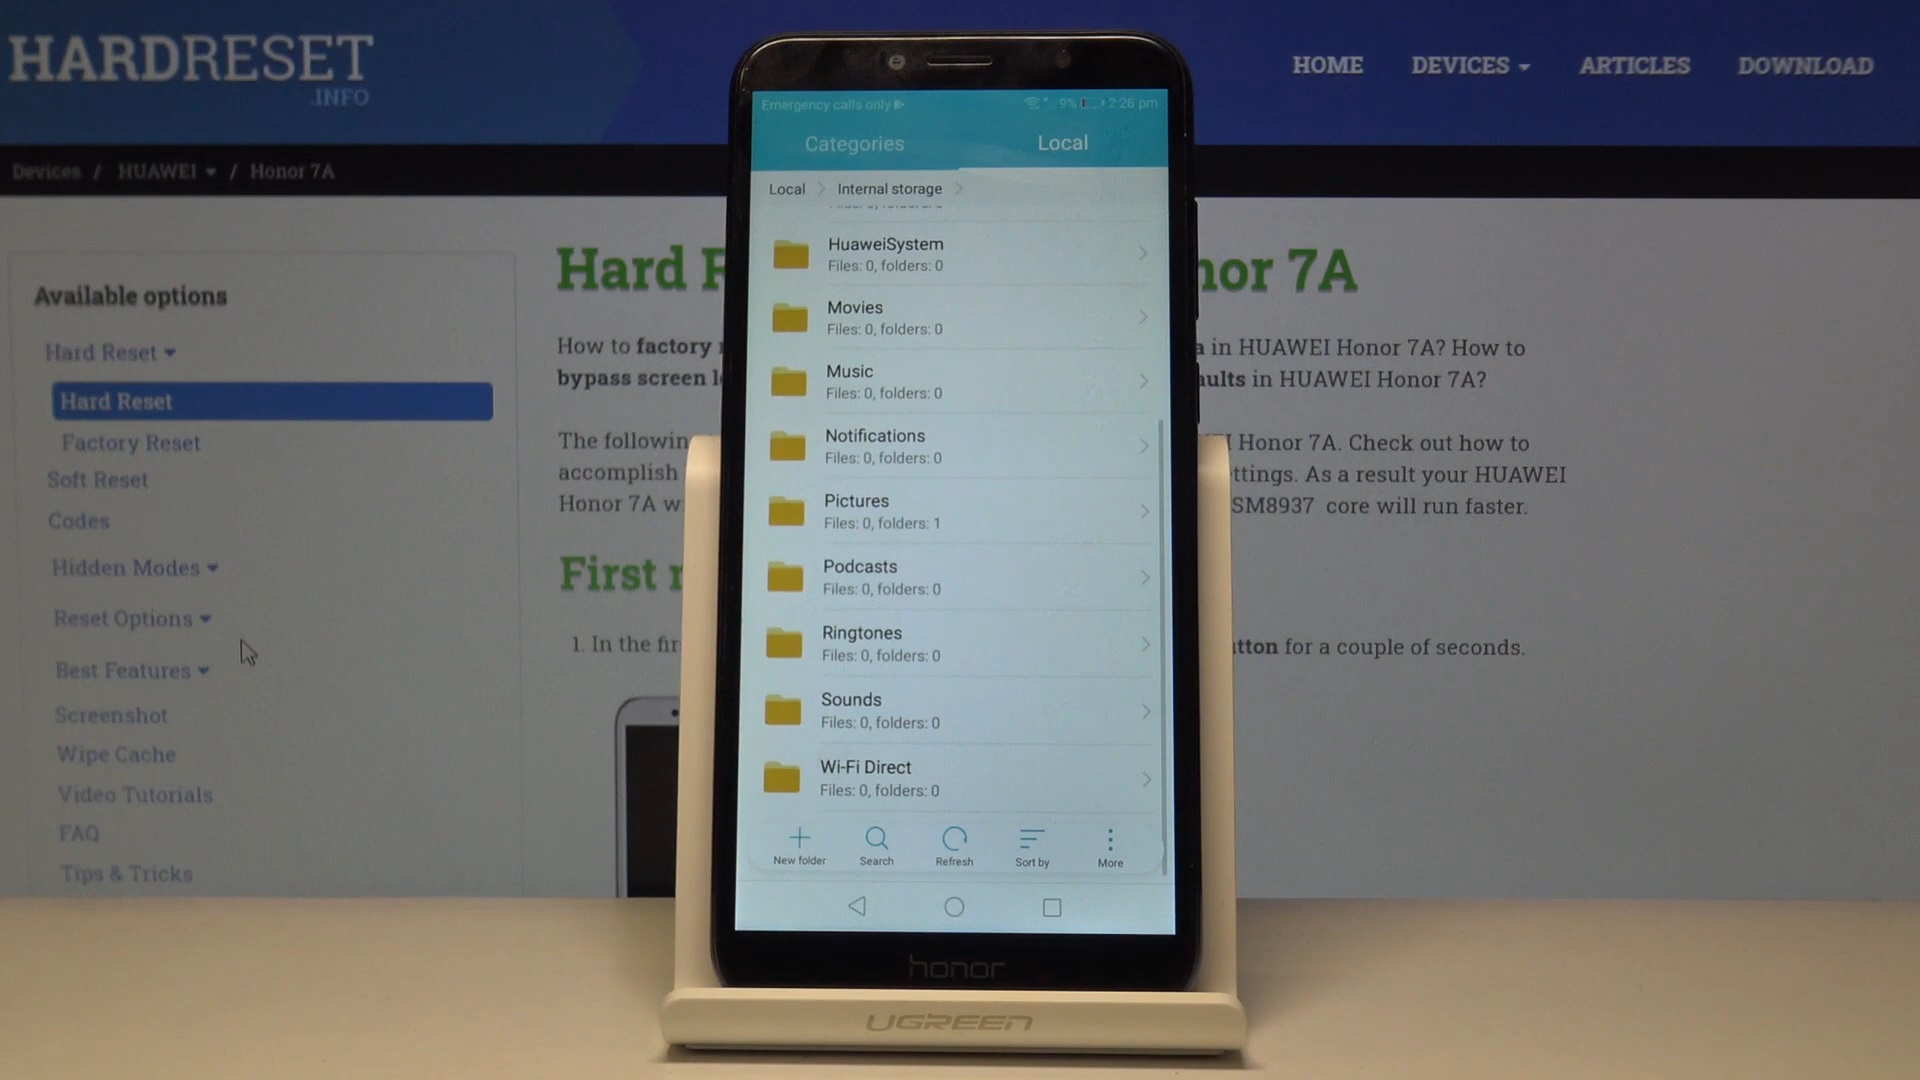 HARDRESET
.INFO
HOME DEVICES ARTICLES DOWNLOAD
Devices / HUAWEI / Honor 7A
Available options
Hard Reset
Hard Reset
Factory Reset
Soft Reset
Codes
Hidden Modes
Reset Options
Best Features
Screenshot
Wipe Cache
Video Tutorials
FAQ
Tips & Tricks
Hard
nor 7A
How to factory
a in HUAWEI Honor 7A? How to
bypass screen
aults in HUAWEI Honor 7A?
The followin
I Honor 7A. Check out how to
accomplish
ttings. As a result your HUAWEI
Honor 7A w
SM8937 core will run faster.
First
1. In the fir
tton for a couple of seconds.
Emergency calls only 9% 2:26 pm
Categories Local
Local Internal storage
HuaweiSystem
Files: 0, folders: 0
Movies
Files: 0, folders: 0
Music
Files: 0, folders: 0
Notifications
Files: 0, folders: 0
Pictures
Files: 0, folders: 1
Podcasts
Files: 0, folders: 0
Ringtones
Files: 0, folders: 0
Sounds
Files: 0, folders: 0
Wi-Fi Direct
Files: 0, folders: 0
New folder Search Refresh Sort by More
honor
UGREEN